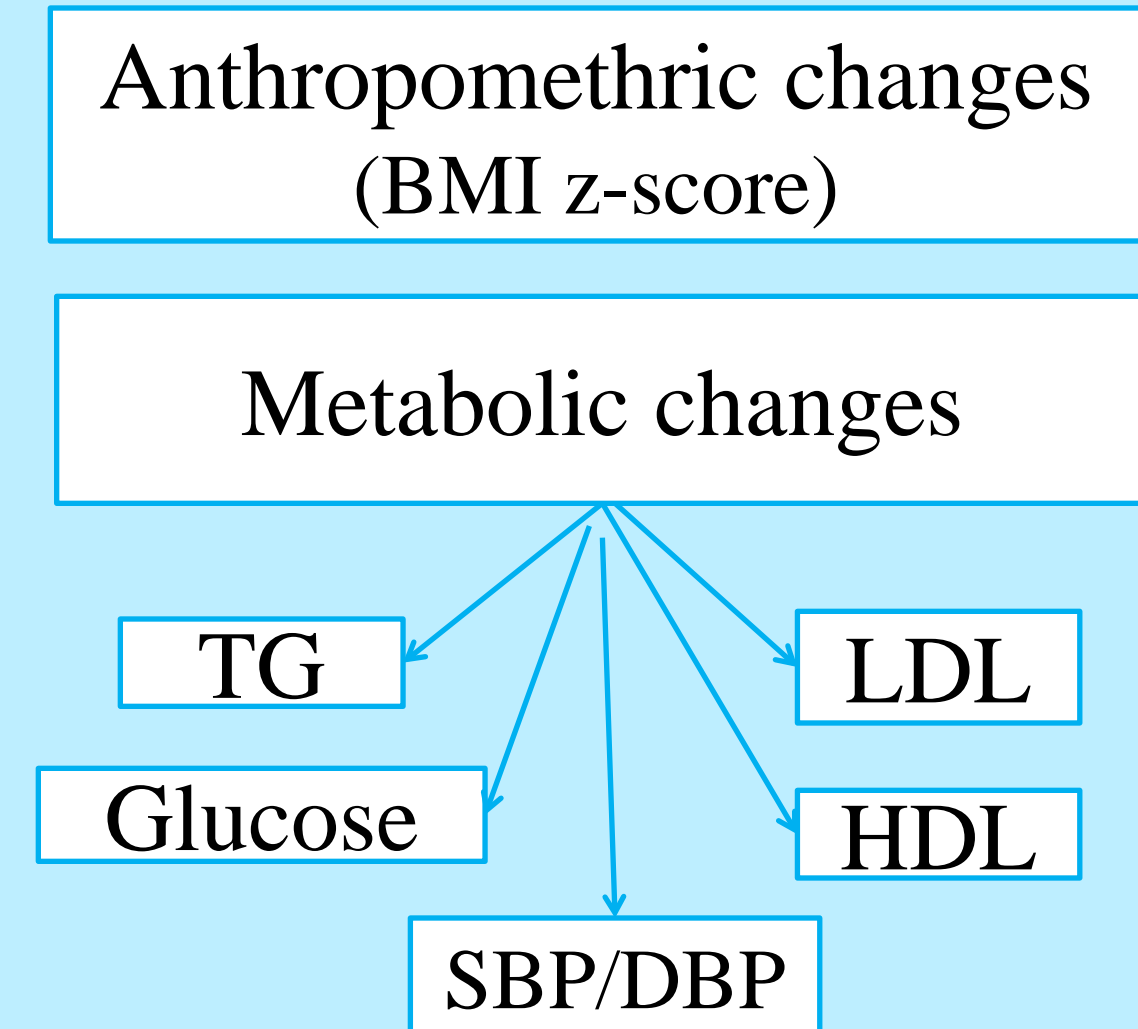 Anthropomethric changes
(BMI z-score)
Metabolic changes
TG
LDL
Glucose
HDL
SBP/DBP